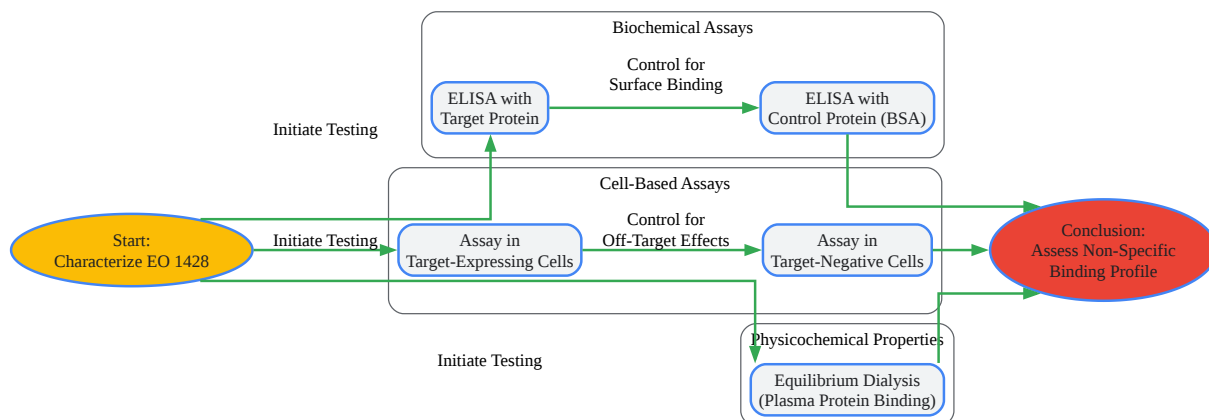 Biochemical Assays
Control for
Surface Binding
ELISA with
Target Protein
ELISA with
Control Protein (BSA)
Initiate Testing
Cell-Based Assays
Start:
Characterize EO 1428
Initiate Testing
Assay in
Target-Expressing Cells
Control for
Off-Target Effects
Assay in
Target-Negative Cells
Conclusion:
Assess Non-Specific
Binding Profile
Physicochemical Properties
Initiate Testing
Equilibrium Dialysis
(Plasma Protein Binding)